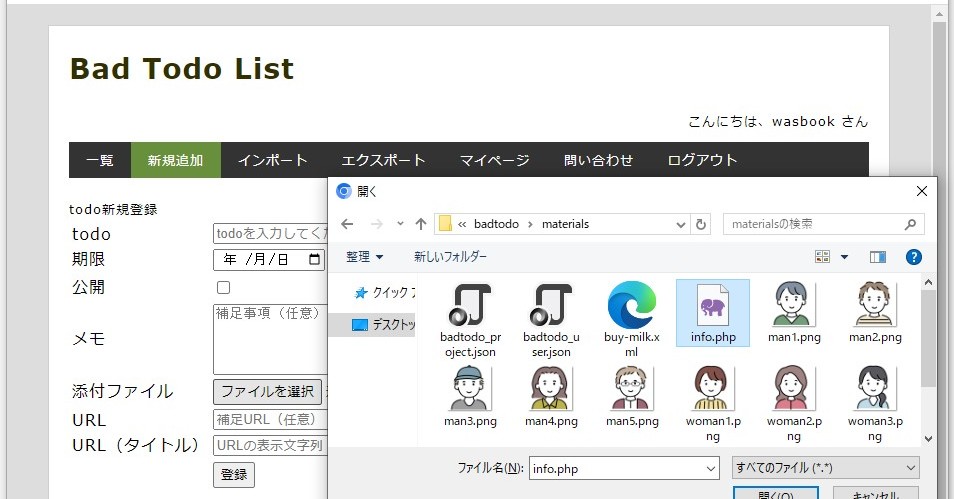 Bad Todo List
こんにちは、wasbook さん
一覧 新規追加 インポート エクスポート マイページ 問い合わせ ログアウト
todo新規登録
todo todoを入力してくだ
期限 年 /月/日
公開
メモ 補足事項（任意）
添付ファイル ファイルを選択
URL 補足URL（任意）
URL（タイトル） URLの表示文字列
登録
開く
« badtodo › materials
materialsの検索
整理 新しいフォルダー
クイック ア
デスクトッ
badtodo_pr
oject.json
badtodo_u
ser.json
buy-milk.x
ml
info.php
man1.png
man2.png
man3.png
man4.png
man5.png
woman1.p
ng
woman2.p
ng
woman3.p
ng
ファイル名(N): info.php すべてのファイル (*.*)
開く(O) キャンセル